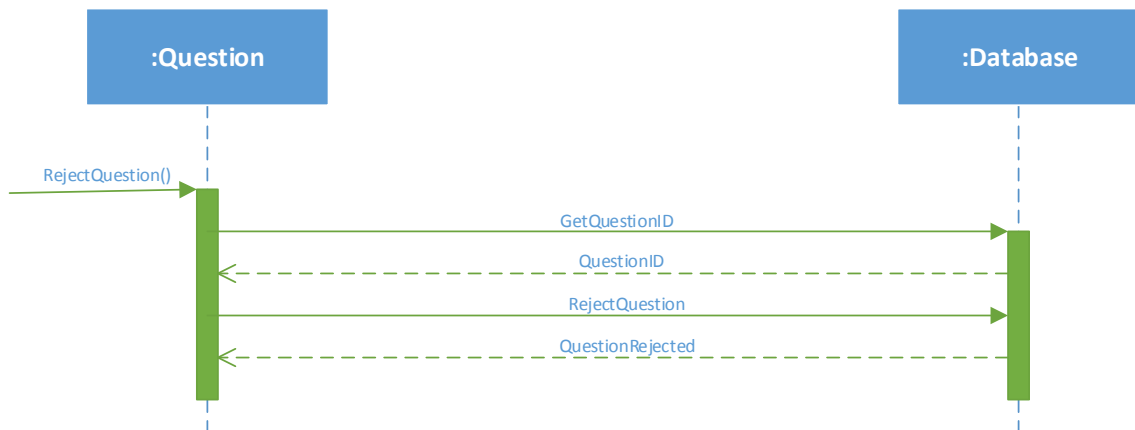 :Question
:Database
RejectQuestion()
GetQuestionID
QuestionID
RejectQuestion
QuestionRejected